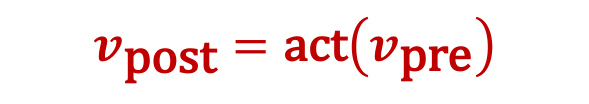 v_post = act(v_pre)